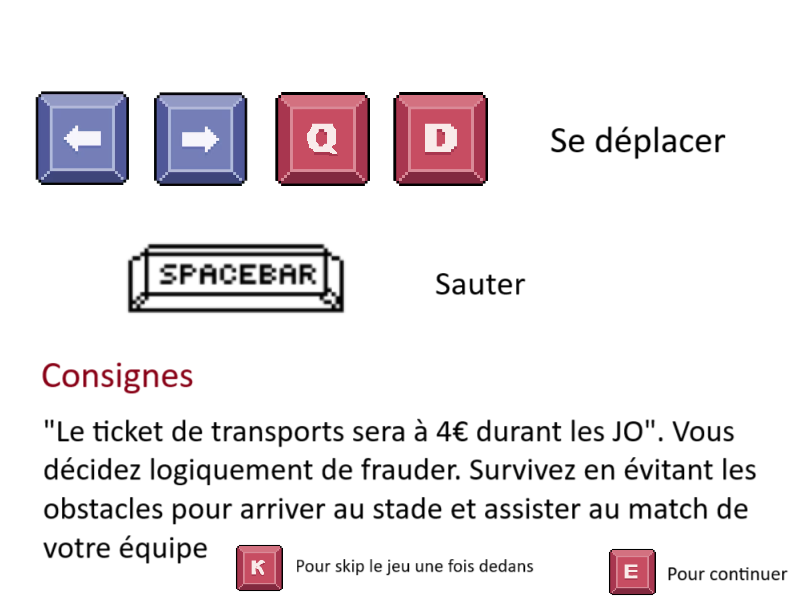 Q D Se déplacer
SPACEBAR Sauter
Consignes
"Le ticket de transports sera à 4€ durant les JO". Vous
décidez logiquement de frauder. Survivez en évitant les
obstacles pour arriver au stade et assister au match de
votre équipe
K Pour skip le jeu une fois dedans
E Pour continuer